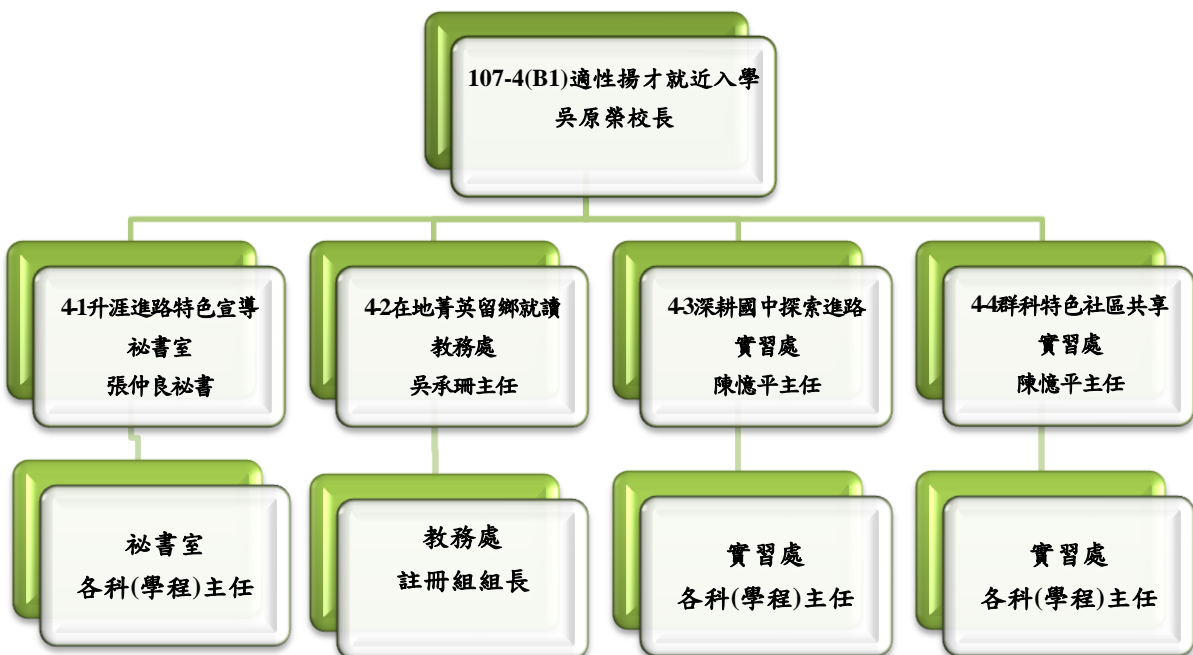 107-4(B1)適性揚才就近入學
吳原榮校長
4-1升涯進路特色宣導
祕書室
張仲良祕書
4-2在地菁英留鄉就讀
教務處
吳承珊主任
4-3深耕國中探索進路
實習處
陳憶平主任
4-4群科特色社區共享
實習處
陳憶平主任
祕書室
各科(學程)主任
教務處
註冊組組長
實習處
各科(學程)主任
實習處
各科(學程)主任